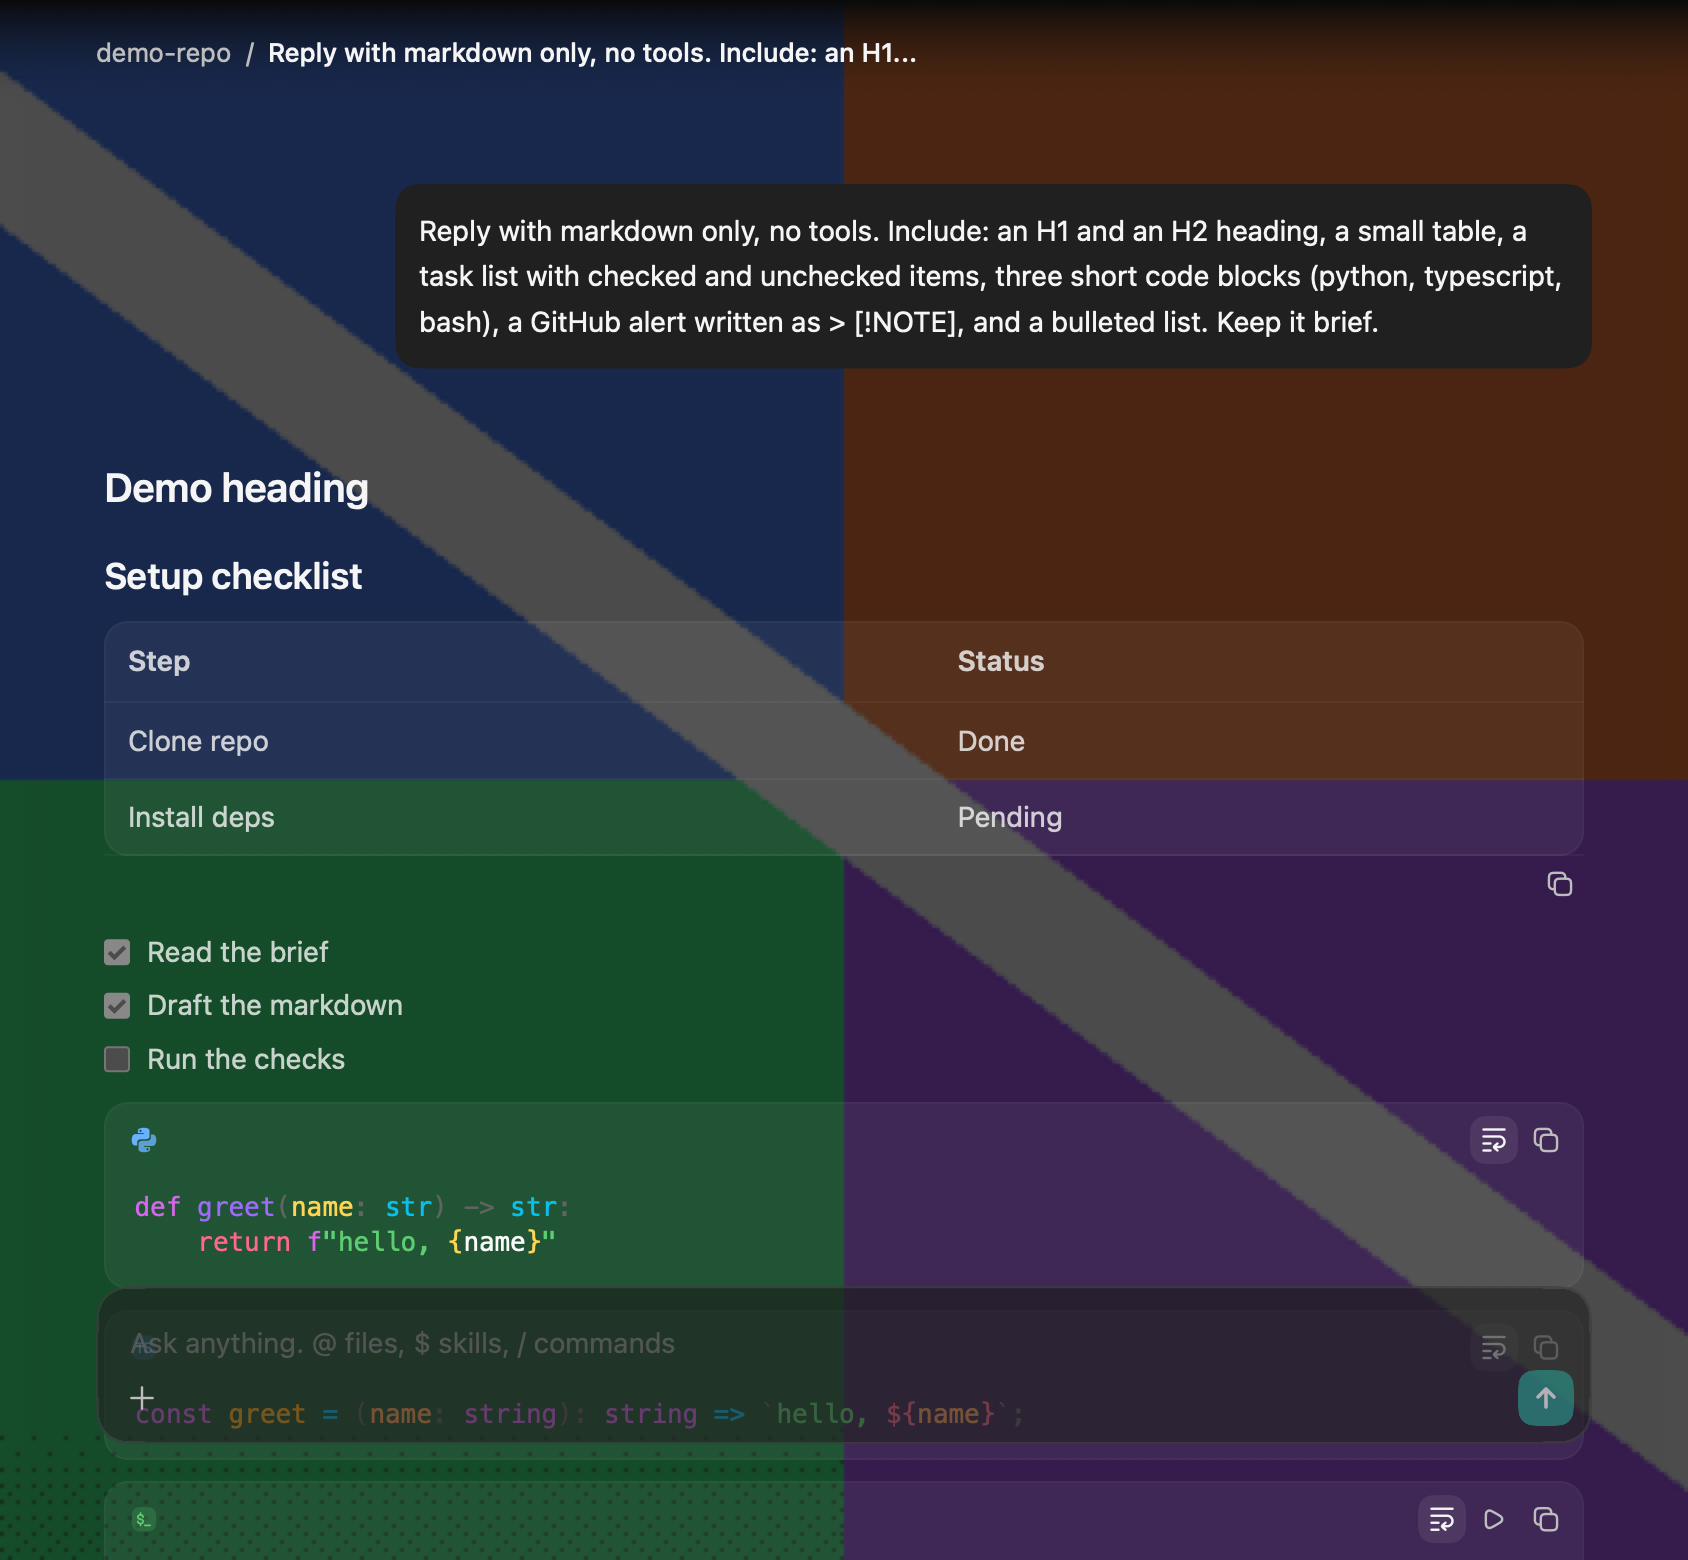 demo-repo / Reply with markdown only, no tools. Include: an H1...
Reply with markdown only, no tools. Include: an H1 and an H2 heading, a small table, a
task list with checked and unchecked items, three short code blocks (python, typescript,
bash), a GitHub alert written as > [!NOTE], and a bulleted list. Keep it brief.
Demo heading
Setup checklist
Step Status
Clone repo Done
Install deps Pending
Read the brief
Draft the markdown
Run the checks
def greet(name: str) -> str:
    return f"hello, {name}"
Ask anything. @ files, $ skills, / commands
const greet = (name: string): string => `hello, ${name}`;
$_